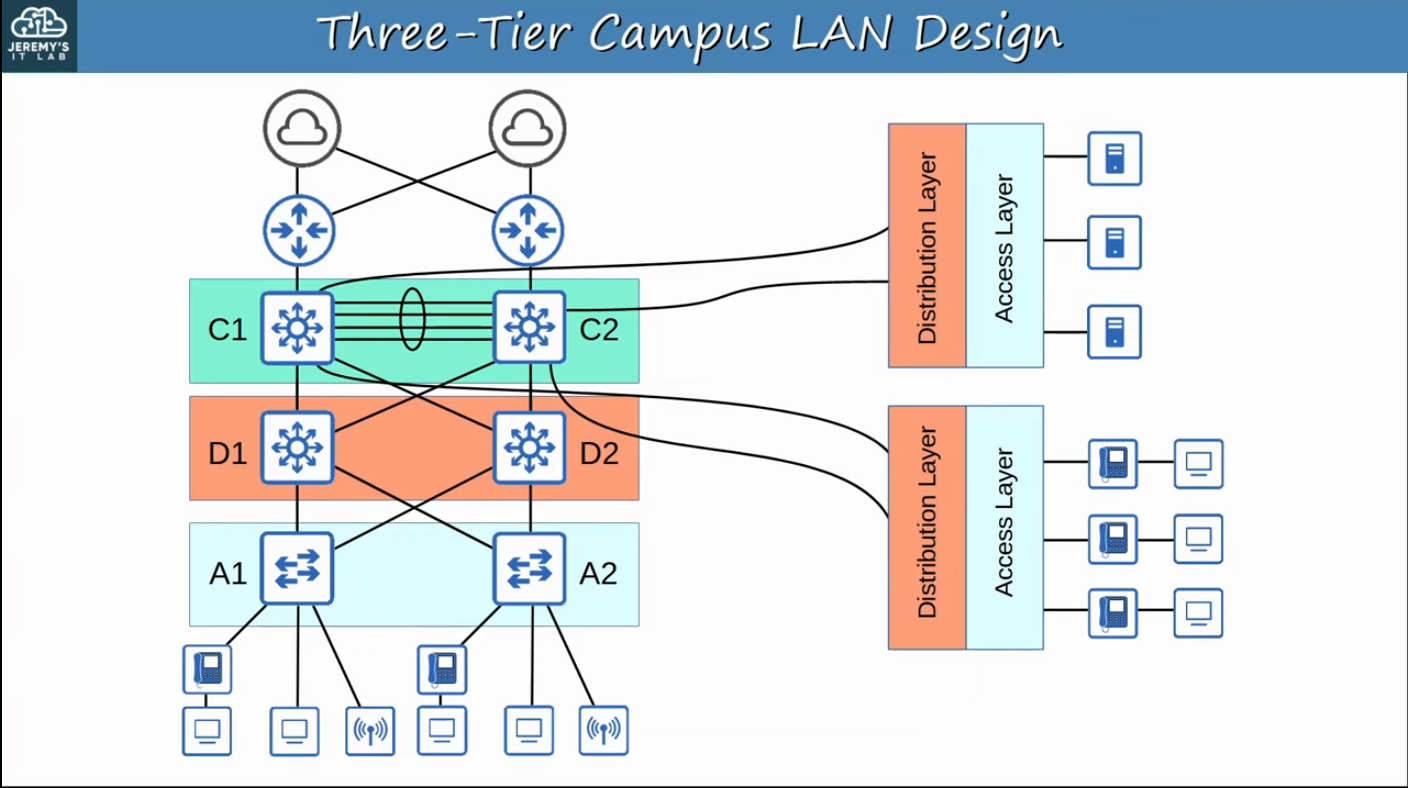 JEREMY'S
IT LAB
Three-Tier Campus LAN Design
C1
C2
D1
D2
A1
A2
Distribution Layer
Access Layer
Distribution Layer
Access Layer